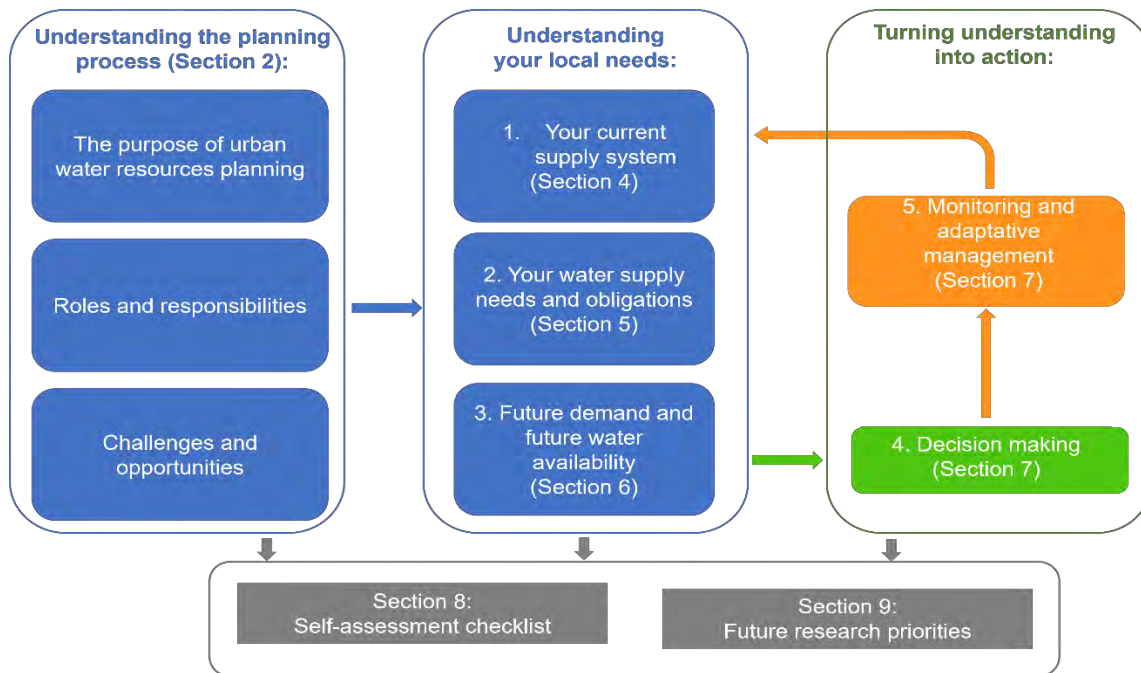 Understanding the planning
process (Section 2):
The purpose of urban
water resources planning
Roles and responsibilities
Challenges and
opportunities
Understanding
your local needs:
1. Your current
supply system
(Section 4)
2. Your water supply
needs and obligations
(Section 5)
3. Future demand and
future water
availability
(Section 6)
Turning understanding
into action:
5. Monitoring and
adaptative
management
(Section 7)
4. Decision making
(Section 7)
Section 8:
Self-assessment checklist
Section 9:
Future research priorities